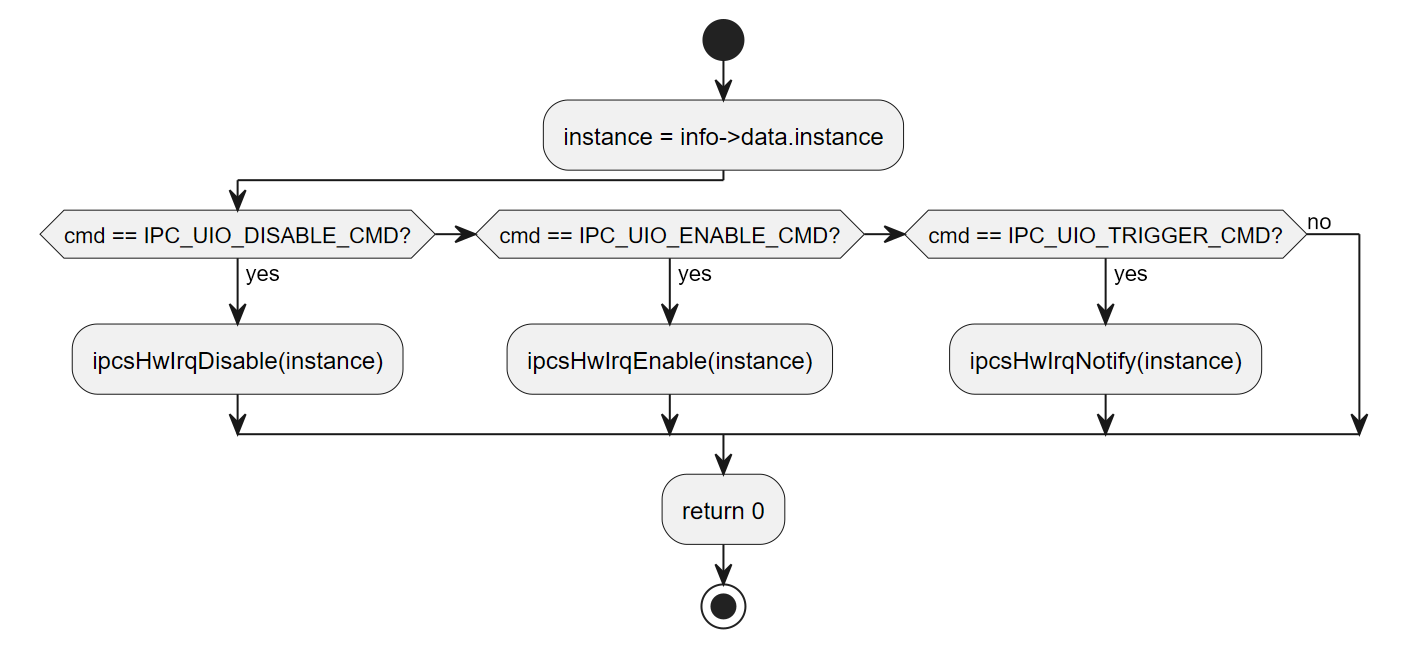 instance = info->data.instance
cmd == IPC_UIO_DISABLE_CMD?
cmd == IPC_UIO_ENABLE_CMD?
cmd == IPC_UIO_TRIGGER_CMD?
no
yes
yes
yes
ipcsHwIrqDisable(instance)
ipcsHwIrqEnable(instance)
ipcsHwIrqNotify(instance)
return 0